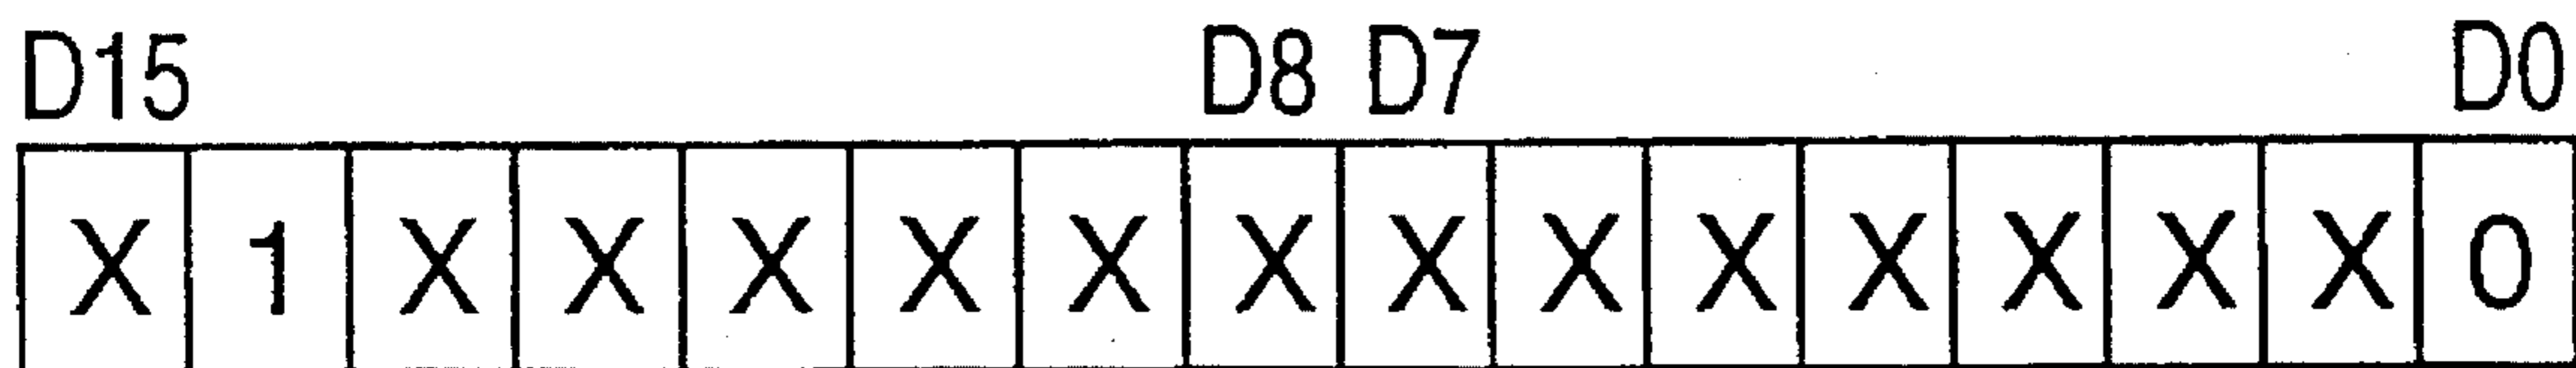 D15 D8 D7 D0
X 1 X X X X X X X X X X X X X 0